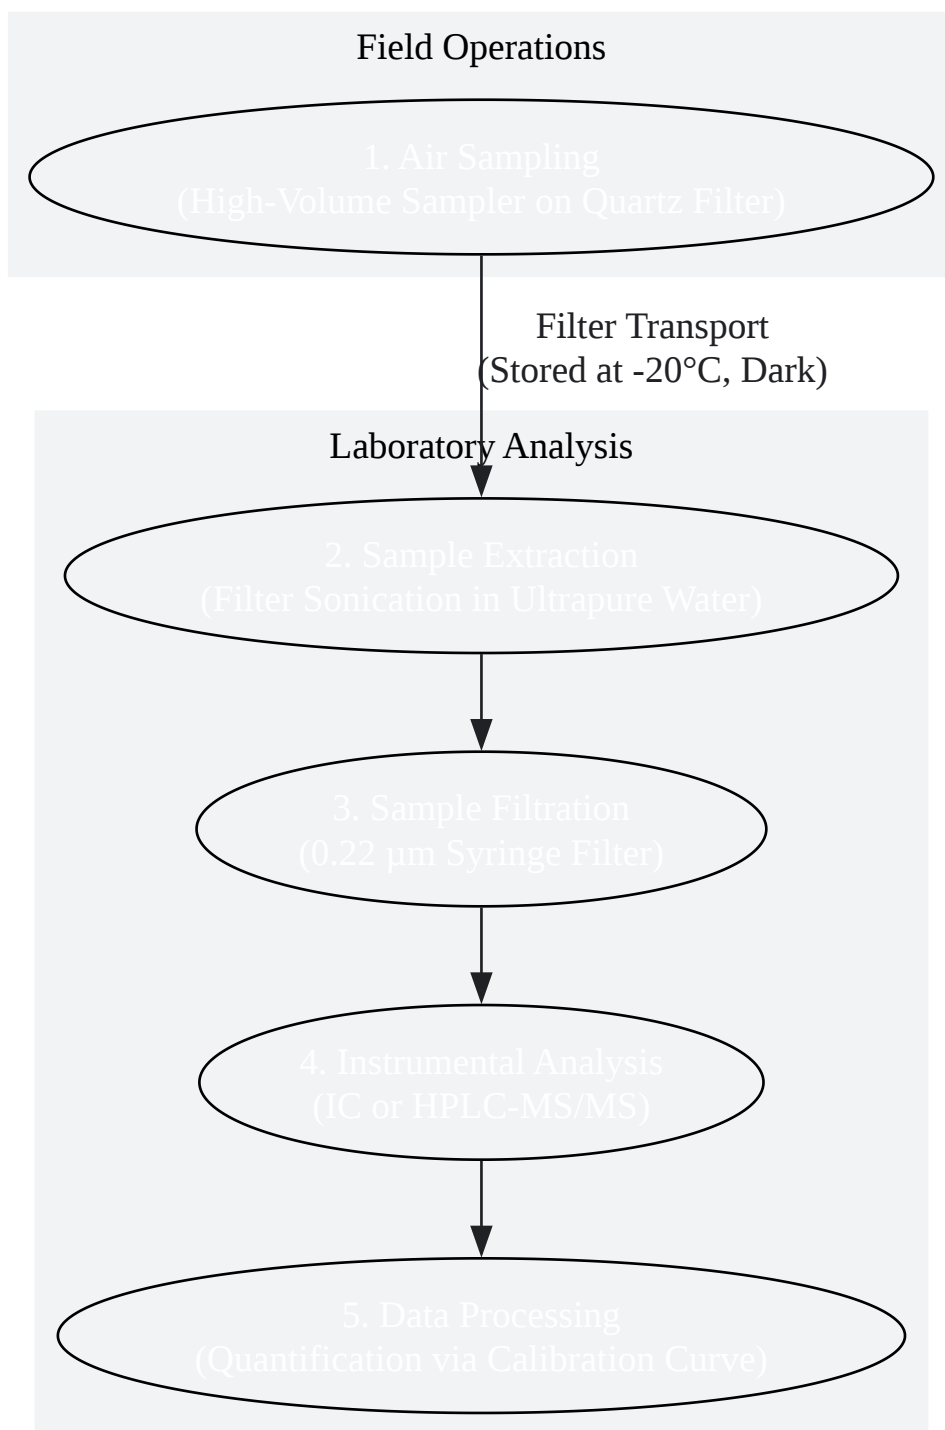 Field Operations
1. Air Sampling
(High-Volume Sampler on Quartz Filter)
Filter Transport
(Stored at -20°C, Dark)
Laboratory Analysis
2. Sample Extraction
(Filter Sonication in Ultrapure Water)
3. Sample Filtration
(0.22 µm Syringe Filter)
4. Instrumental Analysis
(IC or HPLC-MS/MS)
5. Data Processing
(Quantification via Calibration Curve)